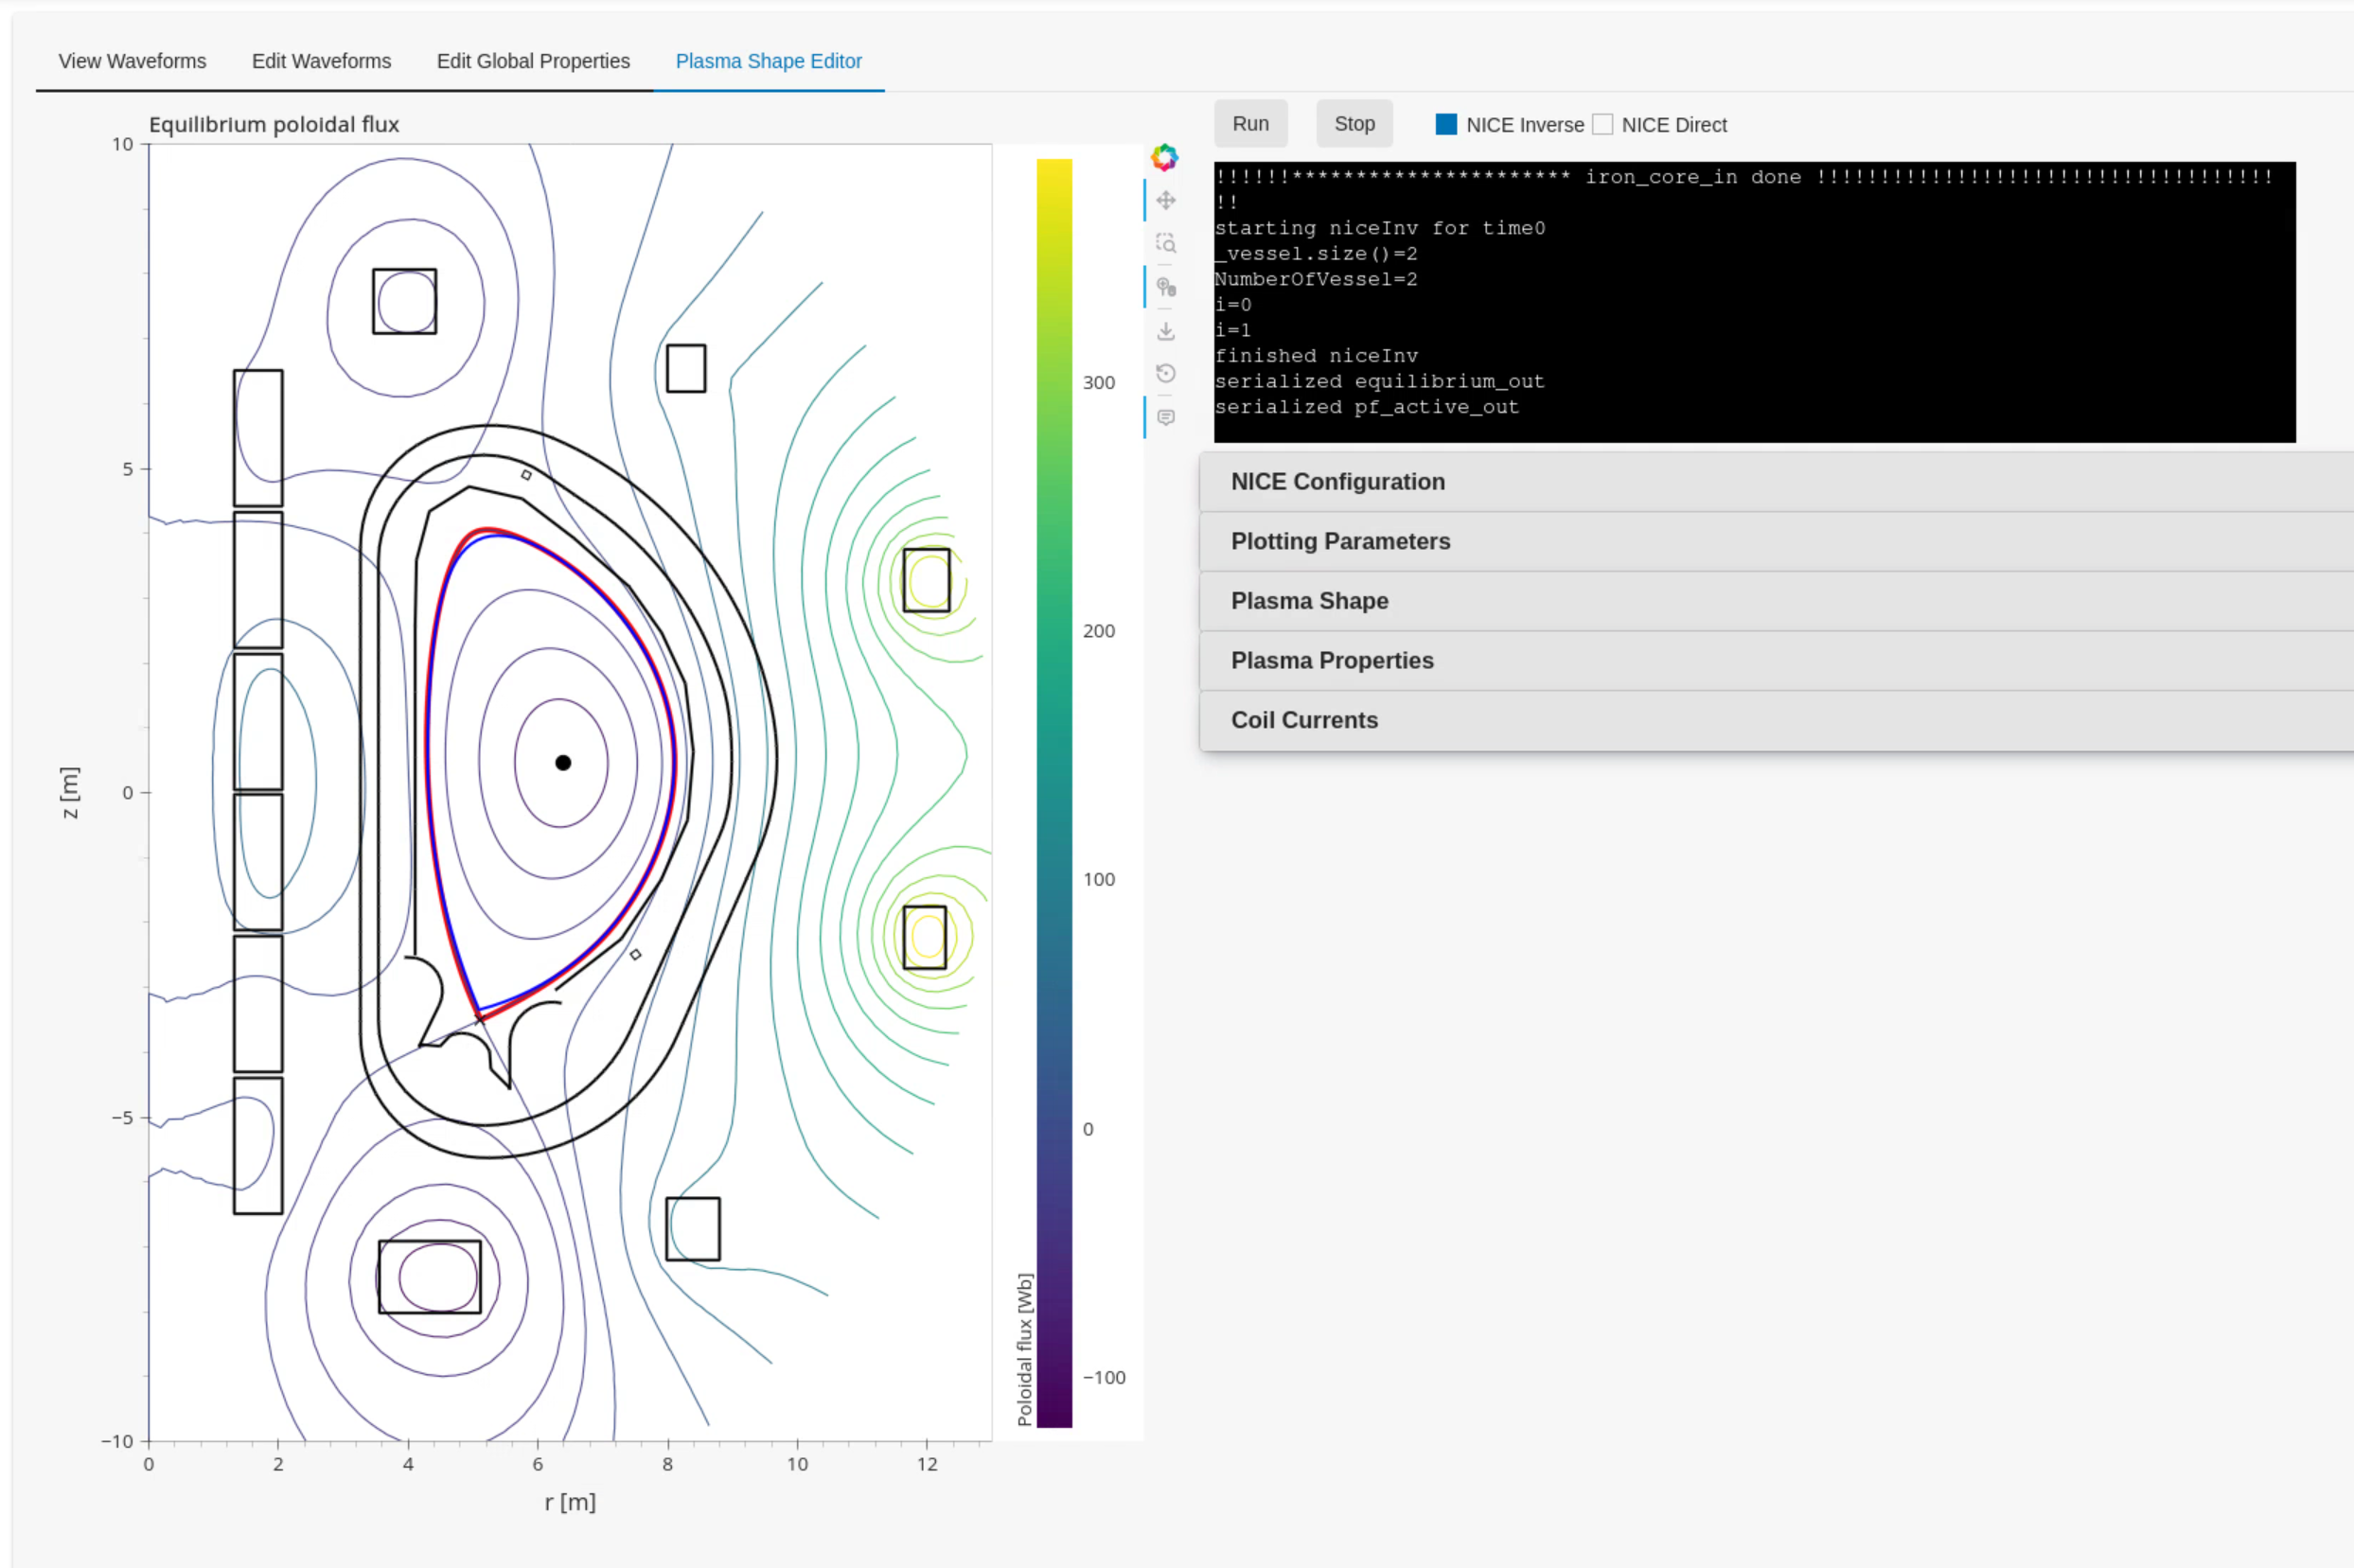 View Waveforms Edit Waveforms Edit Global Properties Plasma Shape Editor
Equilibrium poloidal flux
10
5
0
−5
−10
z [m]
0 2 4 6 8 10 12
r [m]
300
200
100
0
−100
Poloidal flux [Wb]
Run Stop NICE Inverse NICE Direct
!!!!!!********************** iron_core_in done !!!!!!!!!!!!!!!!!!!!!!!!!!!!!!!!!!!!
!!
starting niceInv for time0
_vessel.size()=2
NumberOfVessel=2
i=0
i=1
finished niceInv
serialized equilibrium_out
serialized pf_active_out
NICE Configuration
Plotting Parameters
Plasma Shape
Plasma Properties
Coil Currents